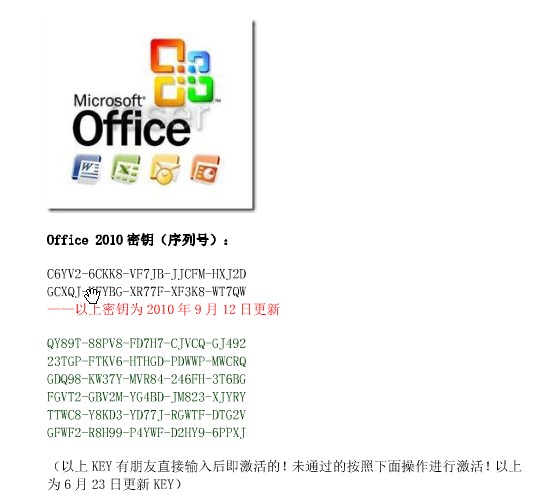 Microsoft®
Office™
Office 2010 密钥（序列号）：
C6YV2-6CKK8-VF7JB-JJCFM-HXJ2D
GCXQJ- YBG-XR77F-XF3K8-WT7QW
——以上密钥为 2010 年 9 月 12 日更新
QY89T-88PV8-FD7H7-CJVCQ-GJ492
23TGP-FTKV6-HTHGD-PDWWP-MWCRQ
GDQ98-KW37Y-MVR84-246FH-3T6BG
FGVT2-GBV2M-YG4BD-JM823-XJYRY
TTWC8-Y8KD3-YD77J-RGWTF-DTG2V
GFWF2-R8H99-P4YWF-D2HY9-6PPXJ
（以上 KEY 有朋友直接输入后即激活的！未通过的按照下面操作进行激活！以上
为 6 月 23 日更新 KEY）